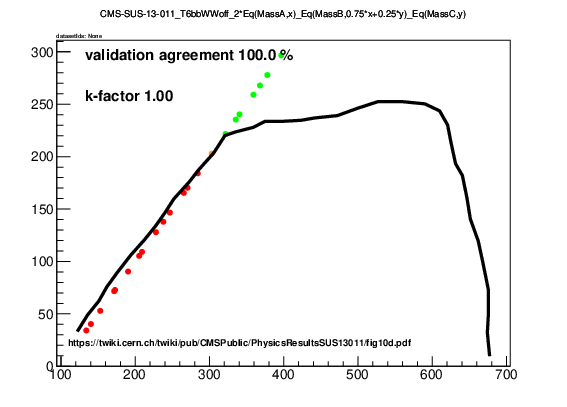 CMS-SUS-13-011_T6bbWWoff_2*Eq(MassA,x)_Eq(MassB,0.75*x+0.25*y)_Eq(MassC,y)
datasetIds: None
validation agreement 100.0 %
k-factor 1.00
300
250
200
150
100
50
0
https://twiki.cern.ch/twiki/pub/CMSPublic/PhysicsResultsSUS13011/fig10d.pdf
100 200 300 400 500 600 700